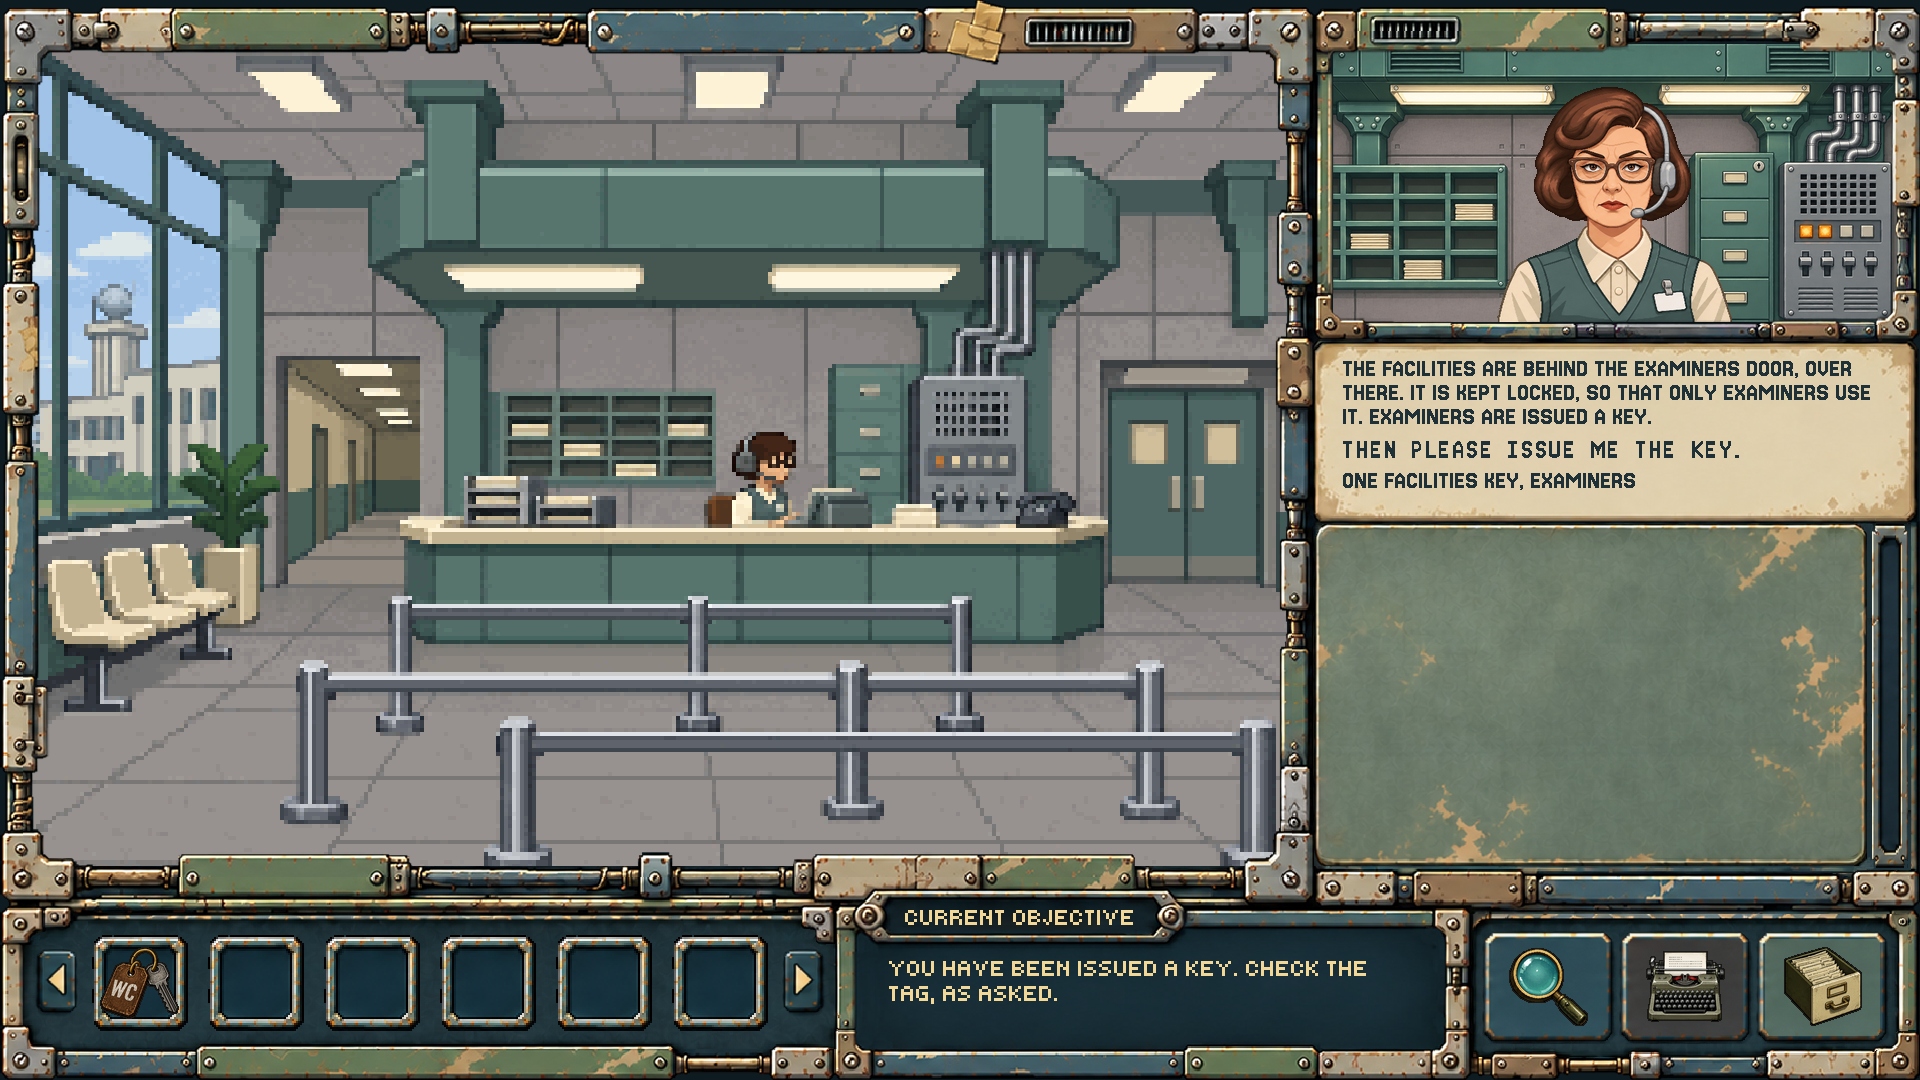 THE FACILITIES ARE BEHIND THE EXAMINERS DOOR, OVER
THERE. IT IS KEPT LOCKED, SO THAT ONLY EXAMINERS USE
IT. EXAMINERS ARE ISSUED A KEY.
THEN PLEASE ISSUE ME THE KEY.
ONE FACILITIES KEY, EXAMINERS
CURRENT OBJECTIVE
YOU HAVE BEEN ISSUED A KEY. CHECK THE
TAG, AS ASKED.
WC